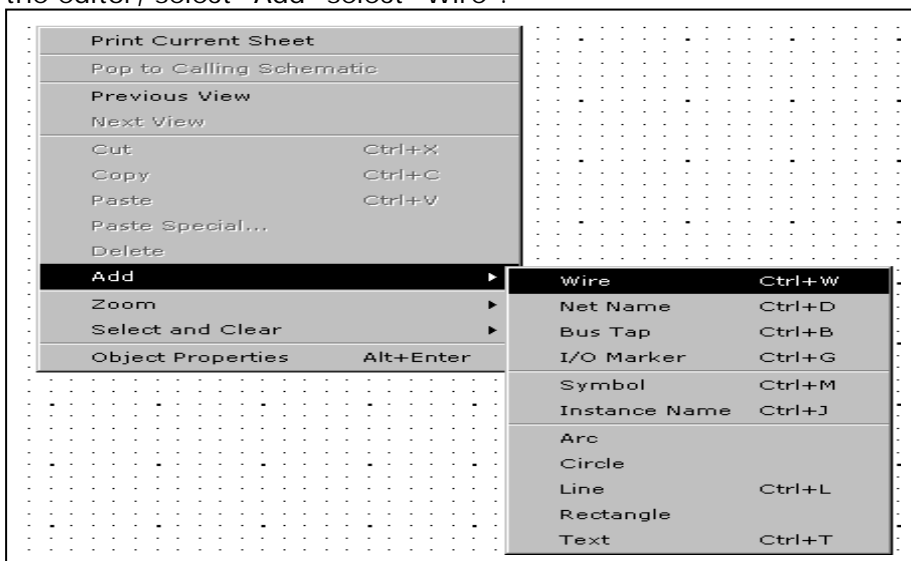 the editor, select "Add" select "Wire".
Print Current Sheet
Pop to Calling Schematic
Previous View
Next View
Cut Ctrl+X
Copy Ctrl+C
Paste Ctrl+V
Paste Special...
Delete
Add
Zoom
Select and Clear
Object Properties Alt+Enter
Wire Ctrl+W
Net Name Ctrl+D
Bus Tap Ctrl+B
I/O Marker Ctrl+G
Symbol Ctrl+M
Instance Name Ctrl+J
Arc
Circle
Line Ctrl+L
Rectangle
Text Ctrl+T